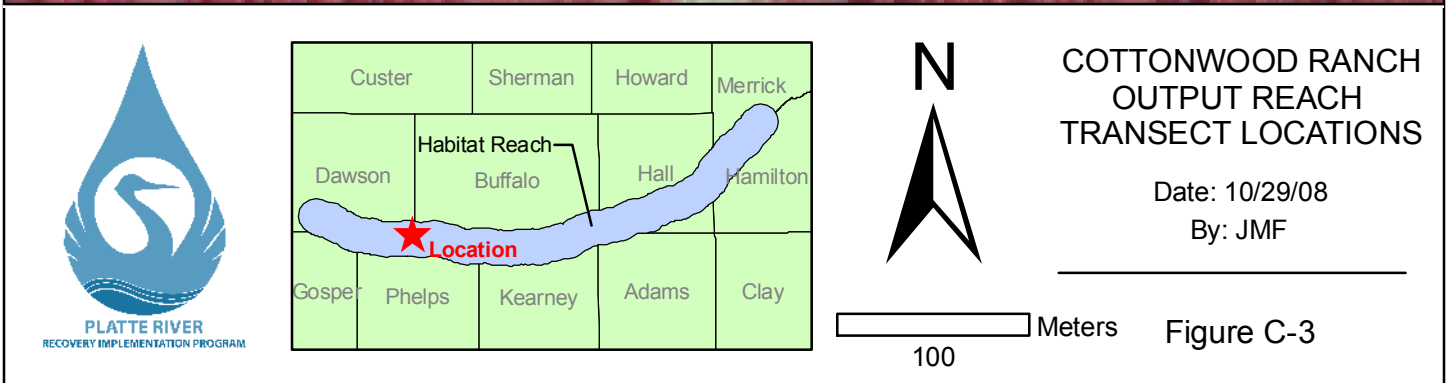 PLATTE RIVER
RECOVERY IMPLEMENTATION PROGRAM
Custer
Sherman
Howard
Merrick
Habitat Reach
Dawson
Buffalo
Hall
Hamilton
Location
Gosper
Phelps
Kearney
Adams
Clay
N
Meters
100
COTTONWOOD RANCH
OUTPUT REACH
TRANSECT LOCATIONS
Date: 10/29/08
By: JMF
Figure C-3